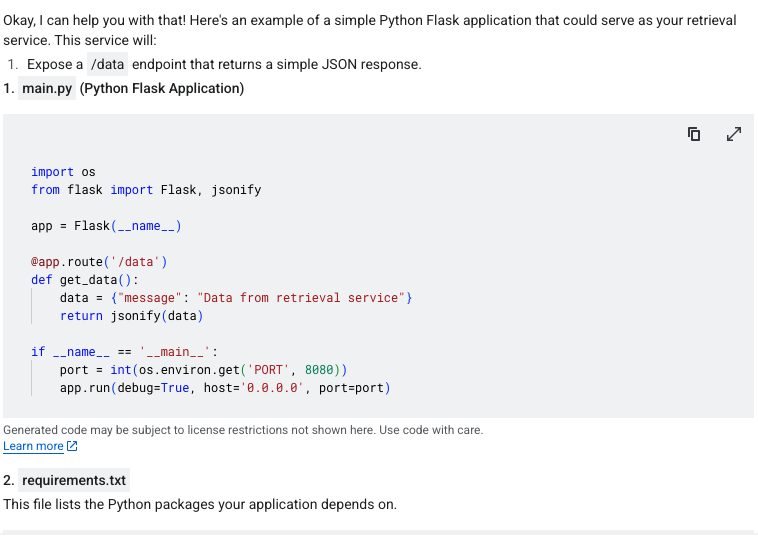 Okay, I can help you with that! Here's an example of a simple Python Flask application that could serve as your retrieval
service. This service will:
1. Expose a /data endpoint that returns a simple JSON response.
1. main.py (Python Flask Application)
import os
from flask import Flask, jsonify
app = Flask(__name__)
@app.route('/data')
def get_data():
    data = {"message": "Data from retrieval service"}
    return jsonify(data)
if __name__ == '__main__':
    port = int(os.environ.get('PORT', 8080))
    app.run(debug=True, host='0.0.0.0', port=port)
Generated code may be subject to license restrictions not shown here. Use code with care.
Learn more
2. requirements.txt
This file lists the Python packages your application depends on.